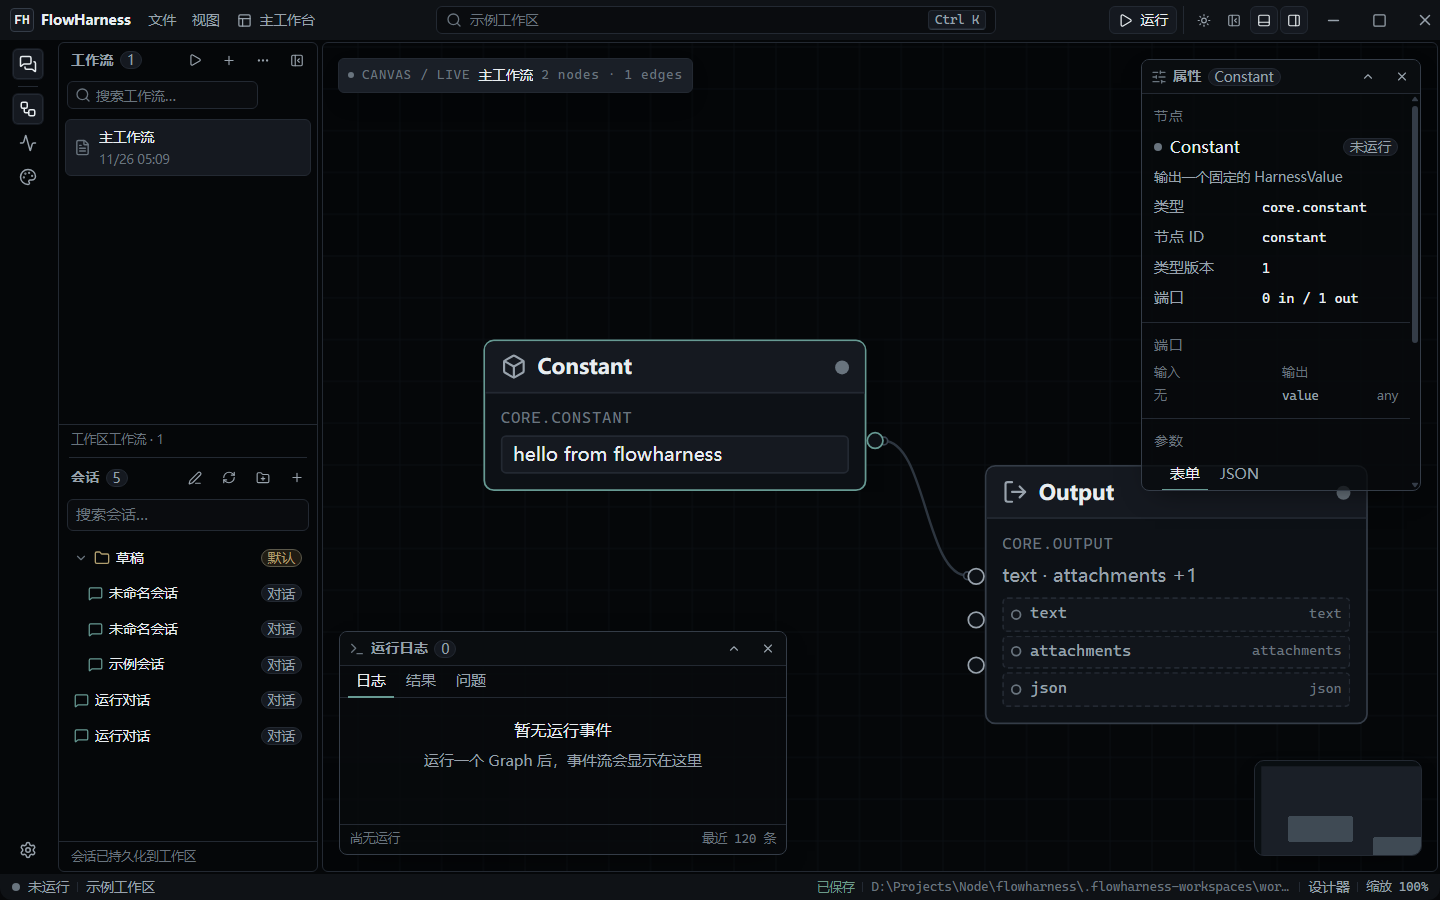 FH FlowHarness 文件 视图 主工作台 示例工作区 Ctrl K 运行
工作流 1
搜索工作流...
主工作流
11/26 05:09
工作区工作流 · 1
会话 5
搜索会话...
草稿 默认
未命名会话 对话
未命名会话 对话
示例会话 对话
运行对话 对话
运行对话 对话
会话已持久化到工作区
CANVAS / LIVE 主工作流 2 nodes · 1 edges
Constant
CORE.CONSTANT
hello from flowharness
Output
CORE.OUTPUT
text · attachments +1
text text
attachments attachments
json json
属性 Constant
节点
Constant 未运行
输出一个固定的 HarnessValue
类型 core.constant
节点 ID constant
类型版本 1
端口 0 in / 1 out
端口
输入 输出
无 value any
参数
表单 JSON
运行日志 0
日志 结果 问题
暂无运行事件
运行一个 Graph 后，事件流会显示在这里
尚无运行 最近 120 条
未运行 示例工作区 已保存 D:\Projects\Node\flowharness\.flowharness-workspaces\wor... 设计器 缩放 100%